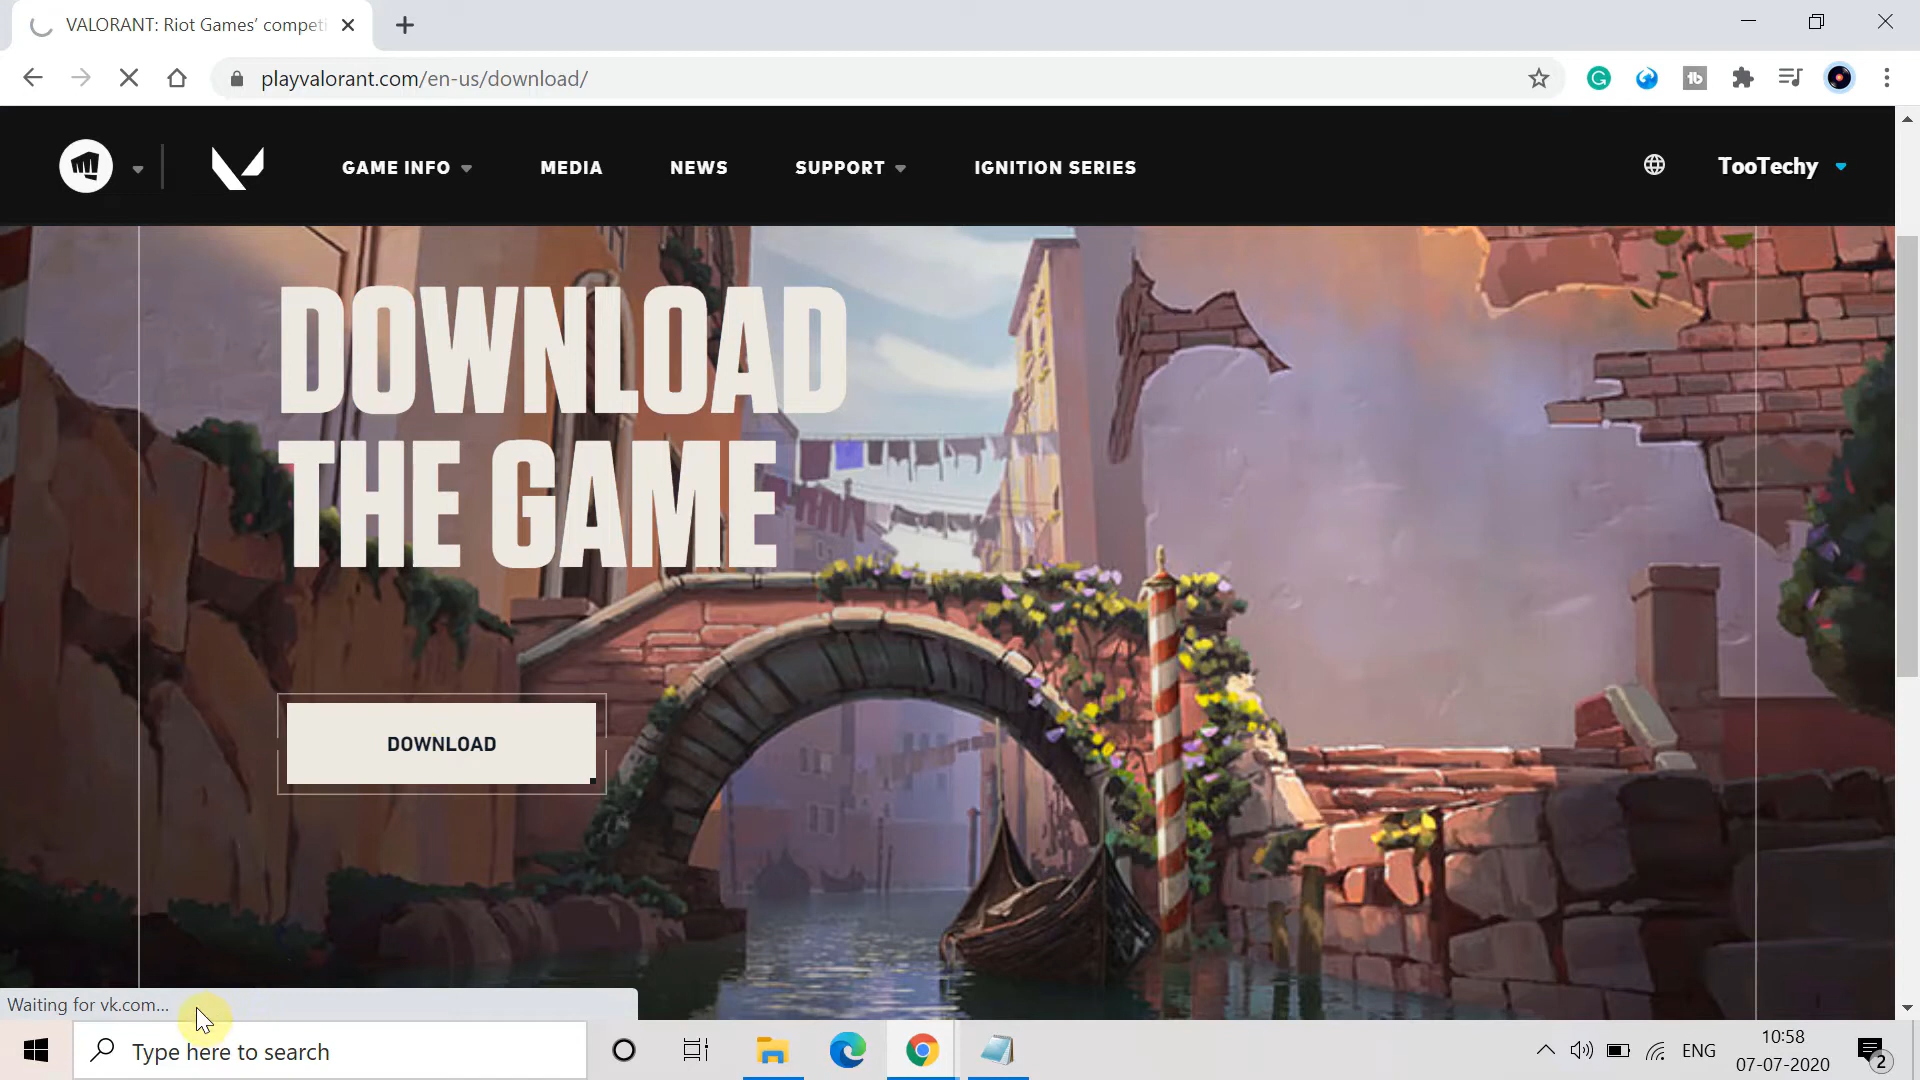 VALORANT: Riot Games' competi
playvalorant.com/en-us/download/
GAME INFO
MEDIA
NEWS
SUPPORT
IGNITION SERIES
TooTechy
DOWNLOAD
THE GAME
DOWNLOAD
Waiting for vk.com...
Type here to search
ENG
10:58
07-07-2020
2